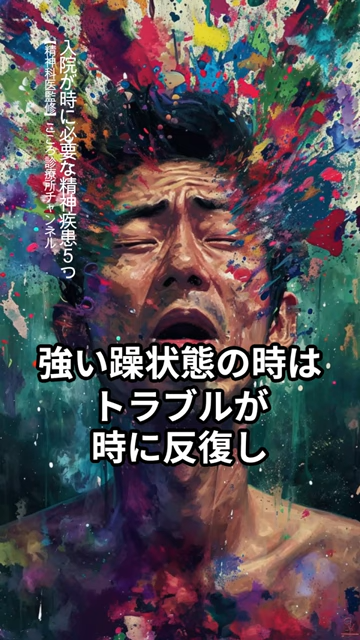 入院が時に必要な精神疾患5つ
【精神科医監修】こころ診療所チャンネル
強い躁状態の時は
トラブルが
時に反復し